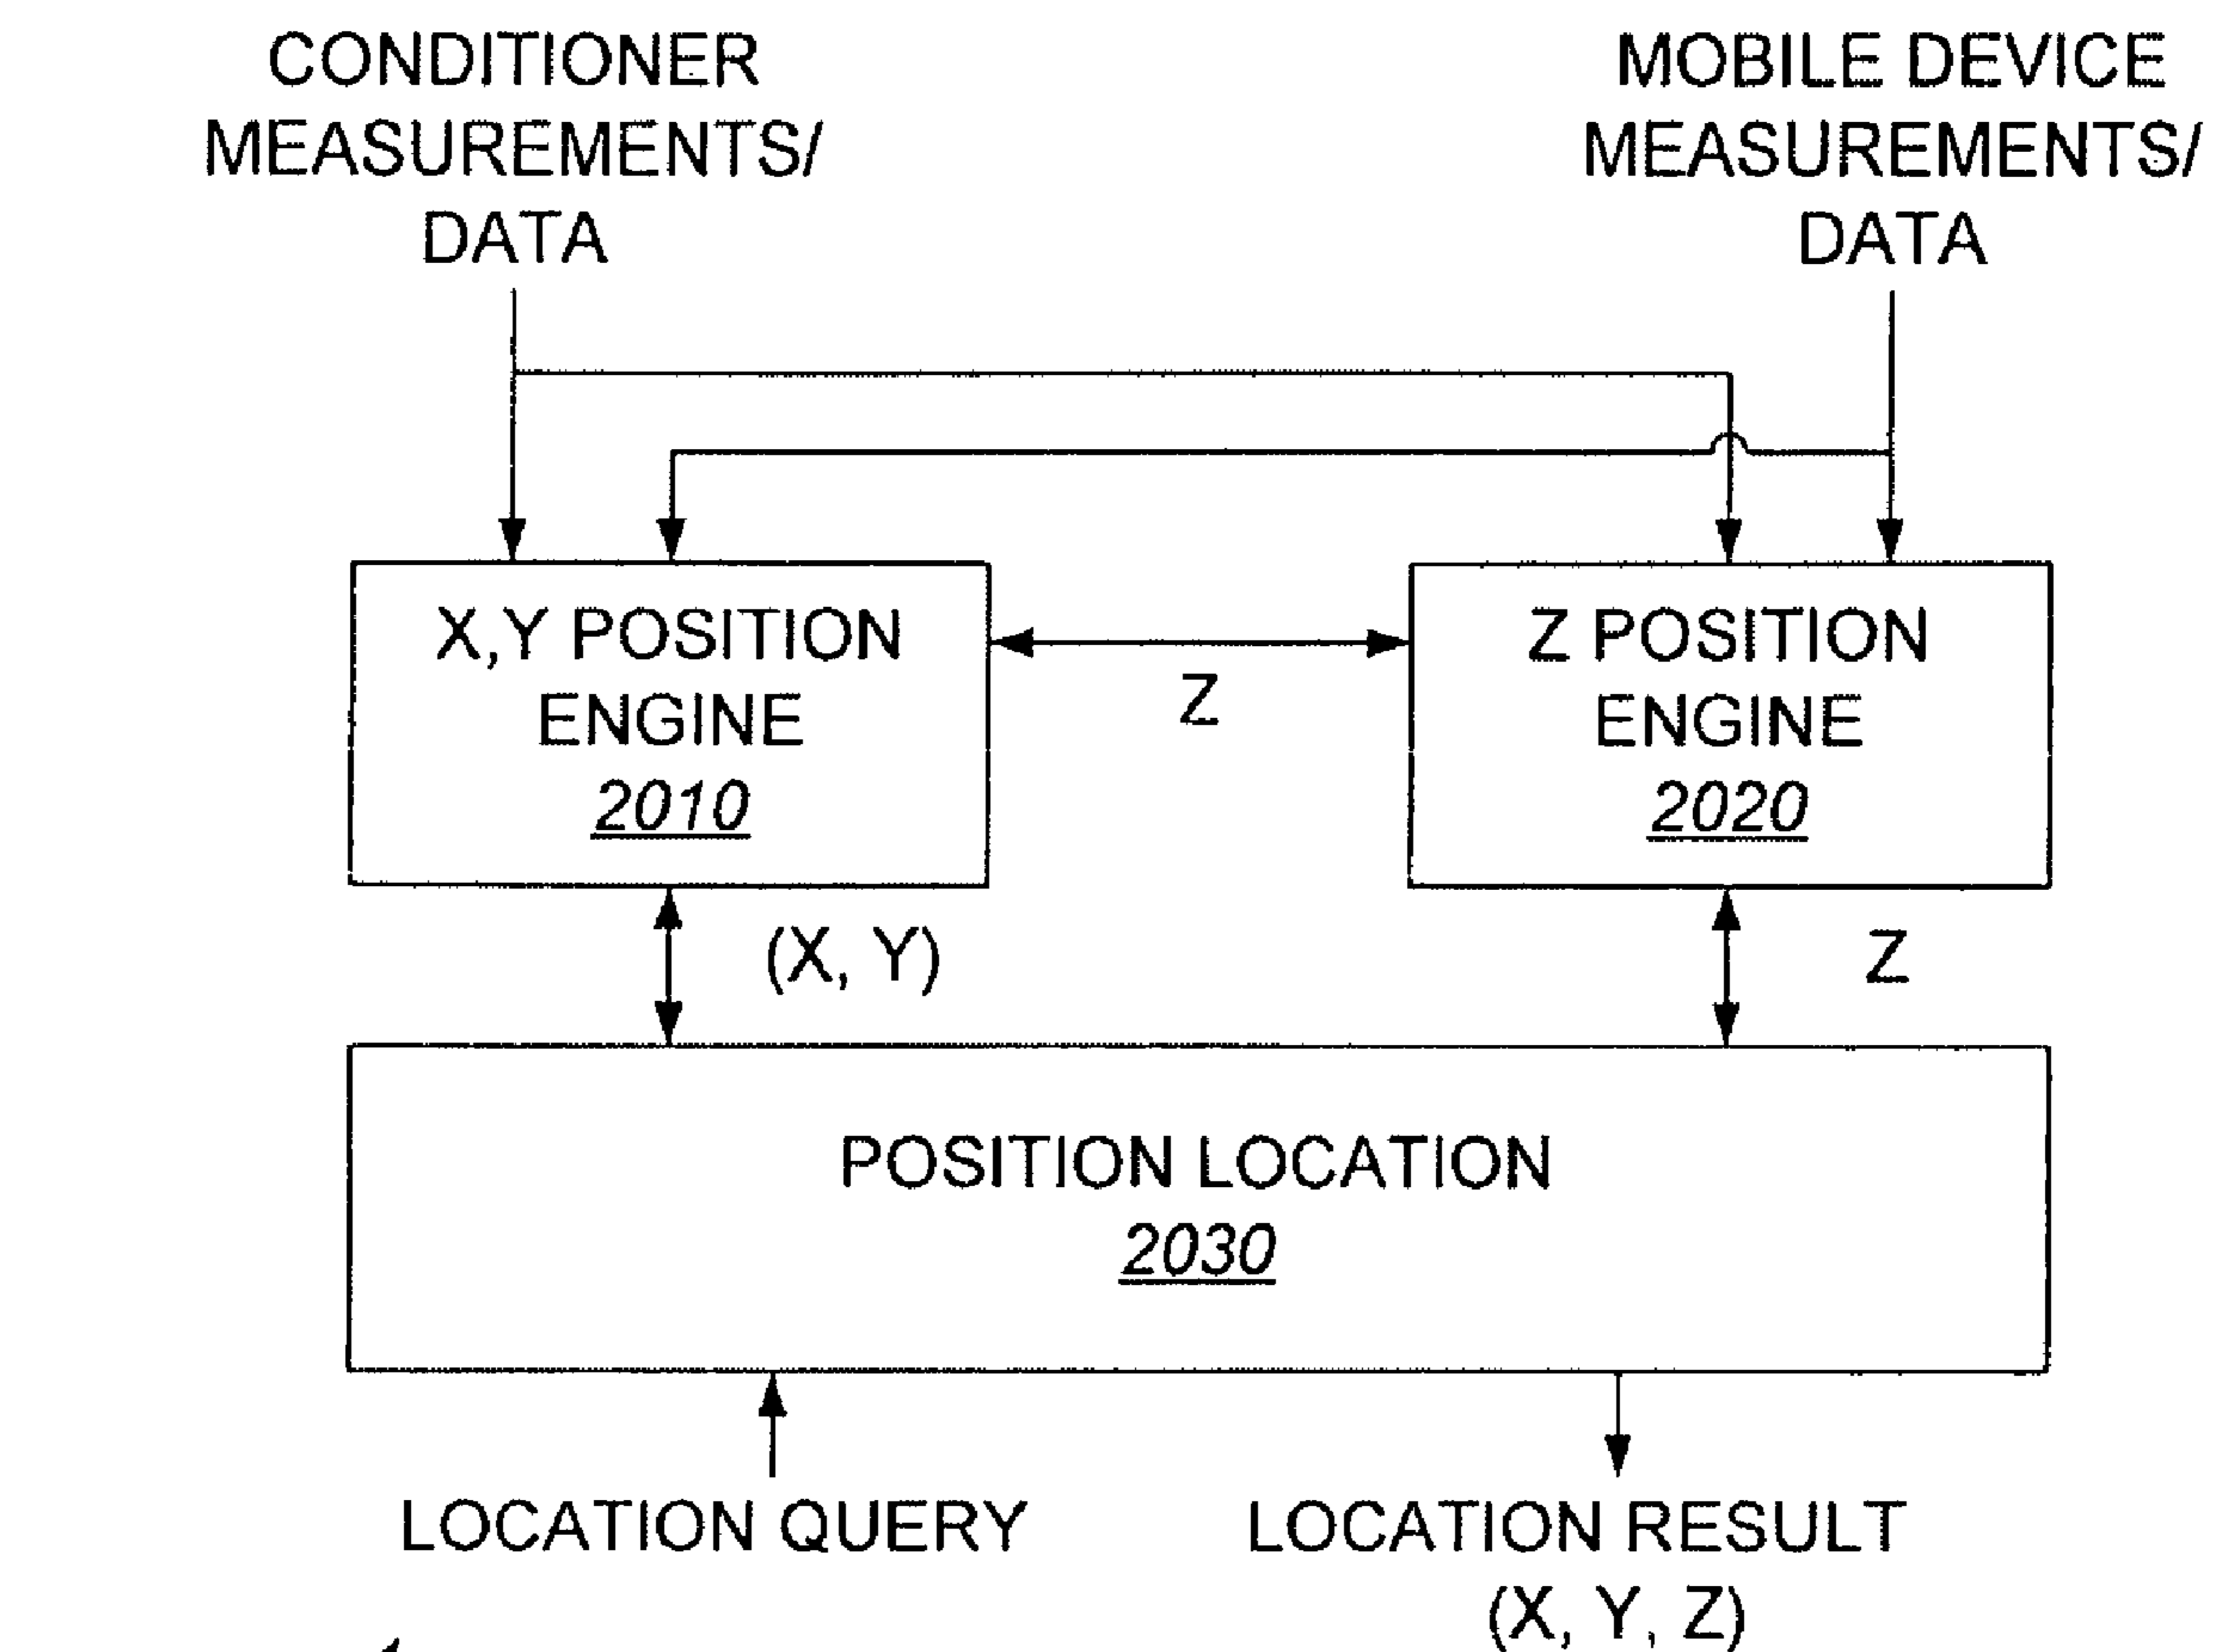 CONDITIONER
MEASUREMENTS/
DATA
MOBILE DEVICE
MEASUREMENTS/
DATA
X,Y POSITION
ENGINE
2010
Z
Z POSITION
ENGINE
2020
(X, Y)
Z
POSITION LOCATION
2030
LOCATION QUERY
LOCATION RESULT
(X, Y, Z)